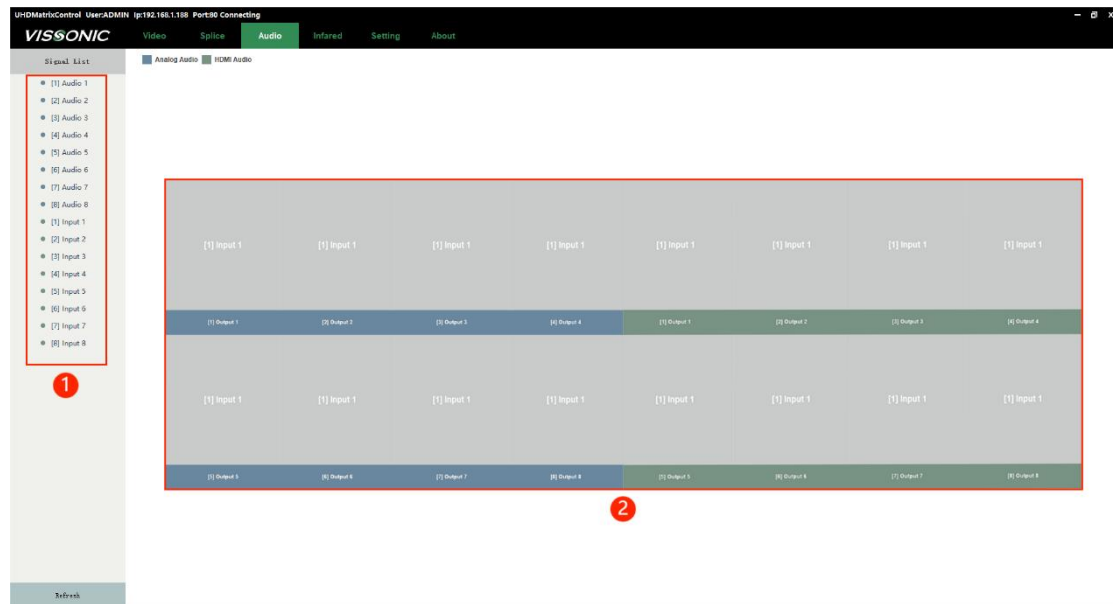 UHDMatrixControl User:ADMIN Ip:192.168.1.188 Port:80 Connecting
VISSONIC Video Splice Audio Infared Setting About
Signal List
Analog Audio HDMI Audio
[1] Audio 1
[2] Audio 2
[3] Audio 3
[4] Audio 4
[5] Audio 5
[6] Audio 6
[7] Audio 7
[8] Audio 8
[1] Input 1
[2] Input 2
[3] Input 3
[4] Input 4
[5] Input 5
[6] Input 6
[7] Input 7
[8] Input 8
1
[1] Input 1 [1] Input 1 [1] Input 1 [1] Input 1 [1] Input 1 [1] Input 1 [1] Input 1 [1] Input 1
[1] Output 1 [2] Output 2 [3] Output 3 [4] Output 4 [1] Output 1 [2] Output 2 [3] Output 3 [4] Output 4
[1] Input 1 [1] Input 1 [1] Input 1 [1] Input 1 [1] Input 1 [1] Input 1 [1] Input 1 [1] Input 1
[5] Output 5 [6] Output 6 [7] Output 7 [8] Output 8 [5] Output 5 [6] Output 6 [7] Output 7 [8] Output 8
2
Refresh